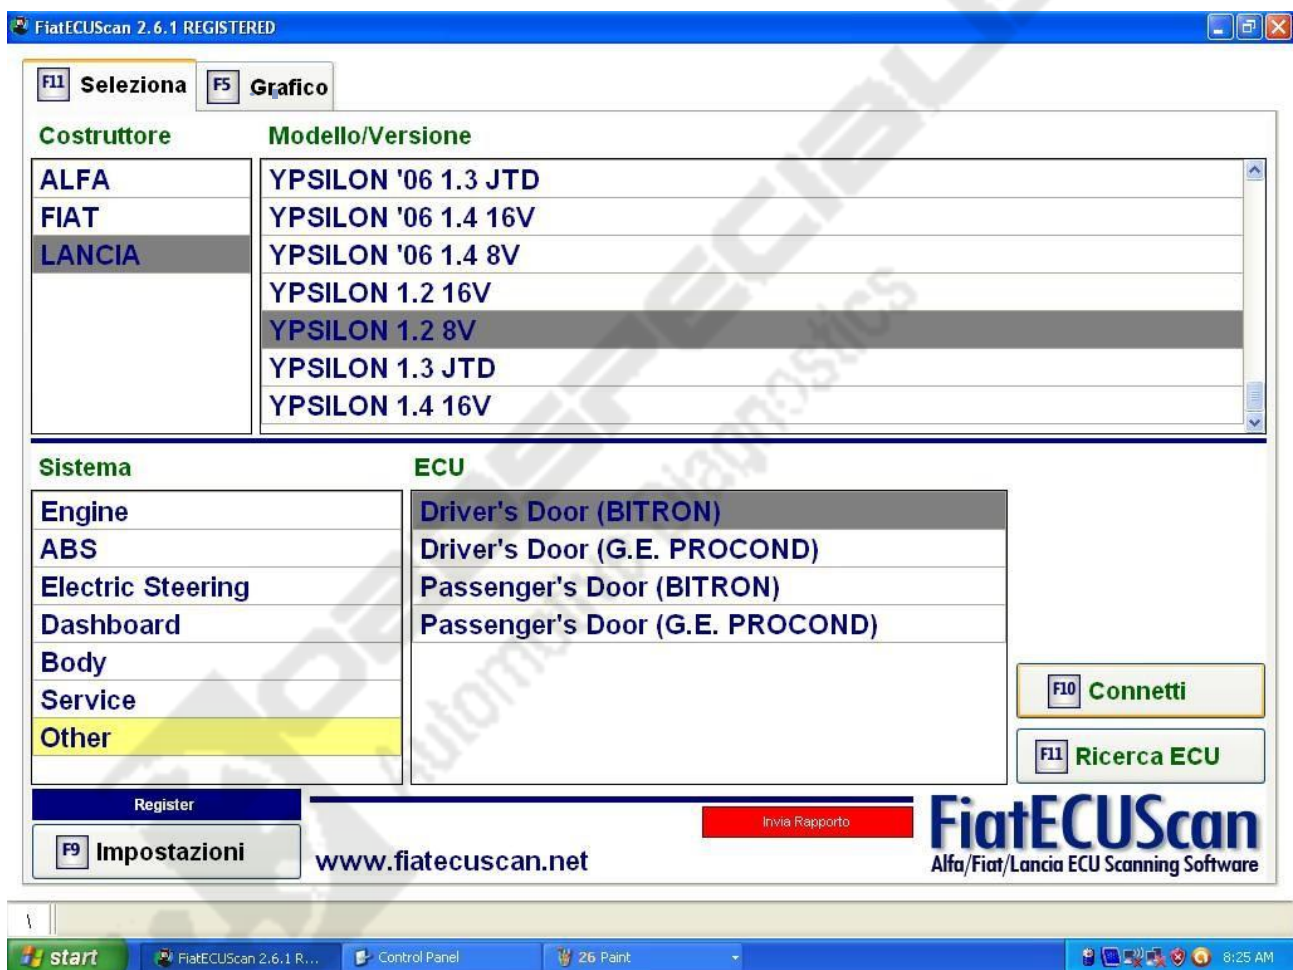 FiatECUScan 2.6.1 REGISTERED
F11 Seleziona
F5 Grafico
Costruttore
Modello/Versione
ALFA
FIAT
LANCIA
YPSILON '06 1.3 JTD
YPSILON '06 1.4 16V
YPSILON '06 1.4 8V
YPSILON 1.2 16V
YPSILON 1.2 8V
YPSILON 1.3 JTD
YPSILON 1.4 16V
Sistema
ECU
Engine
ABS
Electric Steering
Dashboard
Body
Service
Other
Driver's Door (BITRON)
Driver's Door (G.E. PROCOND)
Passenger's Door (BITRON)
Passenger's Door (G.E. PROCOND)
F10 Connetti
F11 Ricerca ECU
Register
F9 Impostazioni
www.fiatecuscan.net
Invia Rapporto
FiatECUScan
Alfa/Fiat/Lancia ECU Scanning Software
\
start
FiatECUScan 2.6.1 R...
Control Panel
26 Paint
8:25 AM
Automotive Diagnostics